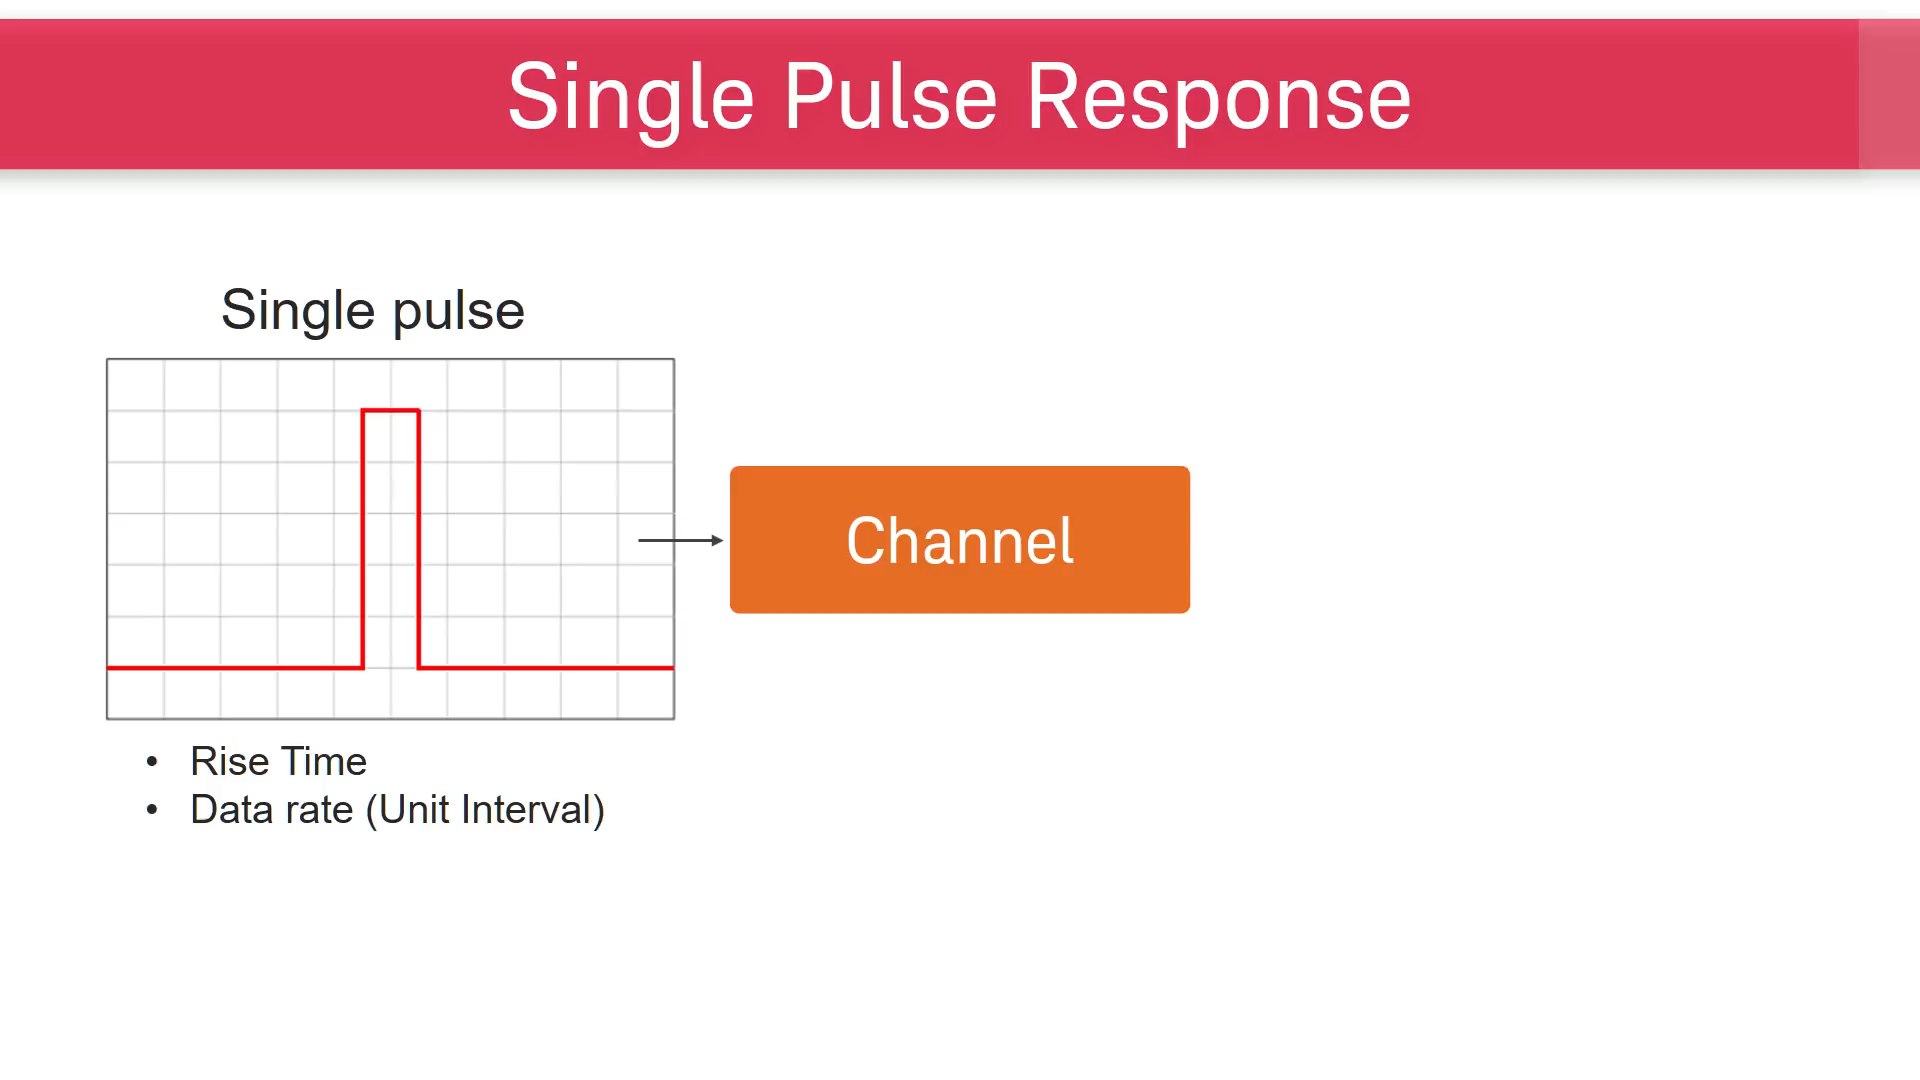 Single Pulse Response
Single pulse
Channel
• Rise Time
• Data rate (Unit Interval)